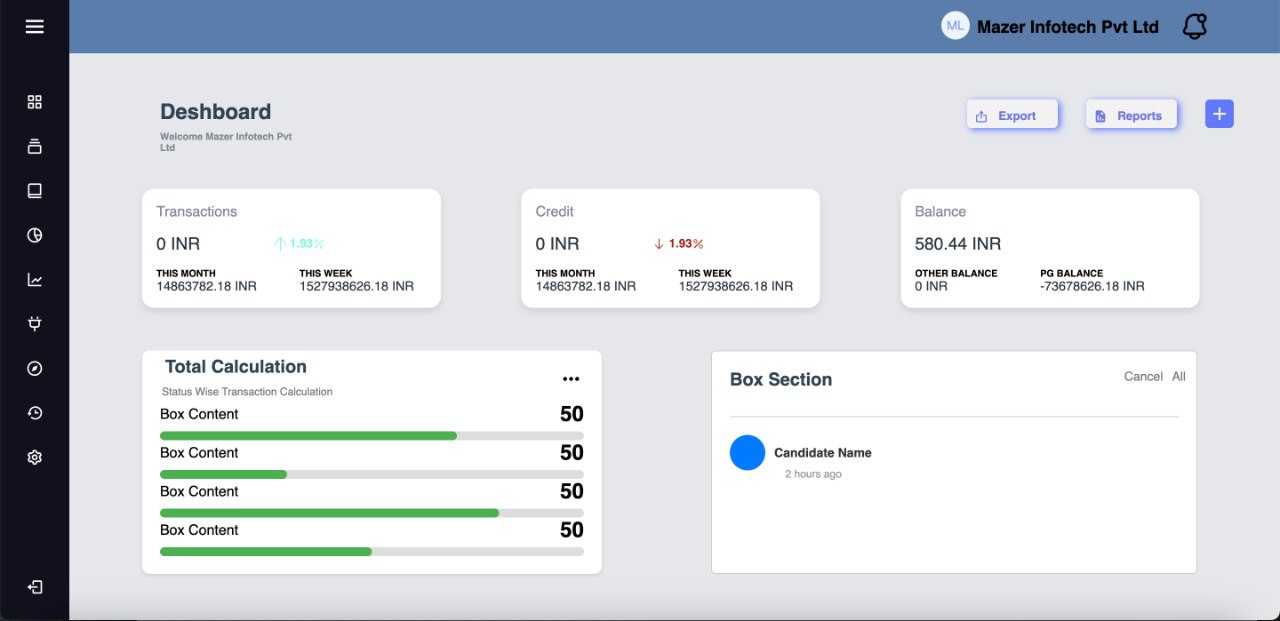 ML Mazer Infotech Pvt Ltd
Deshboard
Welcome Mazer Infotech Pvt
Ltd
Export
Reports
Transactions
0 INR 1.93%
THIS MONTH THIS WEEK
14863782.18 INR 1527938626.18 INR
Credit
0 INR 1.93%
THIS MONTH THIS WEEK
14863782.18 INR 1527938626.18 INR
Balance
580.44 INR
OTHER BALANCE PG BALANCE
0 INR -73678626.18 INR
Total Calculation
Status Wise Transaction Calculation
Box Content 50
Box Content 50
Box Content 50
Box Content 50
Box Section Cancel All
Candidate Name
2 hours ago